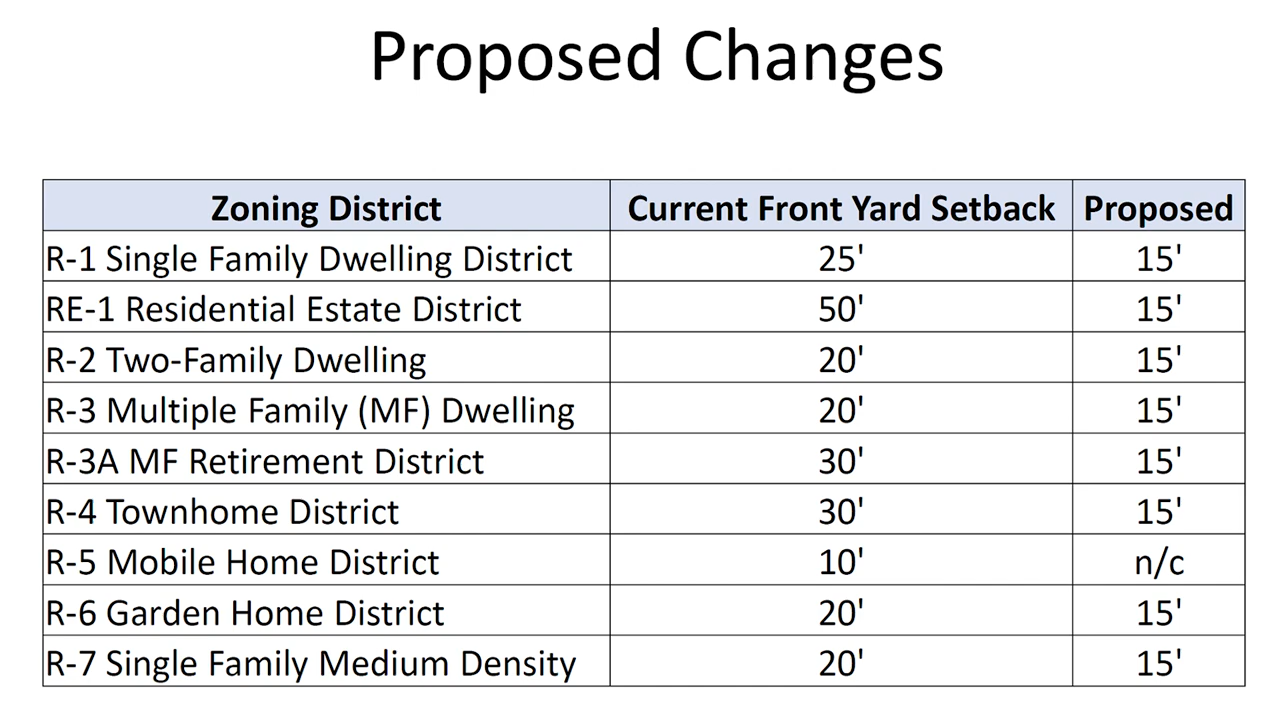 Proposed Changes
Zoning District Current Front Yard Setback Proposed
R-1 Single Family Dwelling District 25' 15'
RE-1 Residential Estate District 50' 15'
R-2 Two-Family Dwelling 20' 15'
R-3 Multiple Family (MF) Dwelling 20' 15'
R-3A MF Retirement District 30' 15'
R-4 Townhome District 30' 15'
R-5 Mobile Home District 10' n/c
R-6 Garden Home District 20' 15'
R-7 Single Family Medium Density 20' 15'